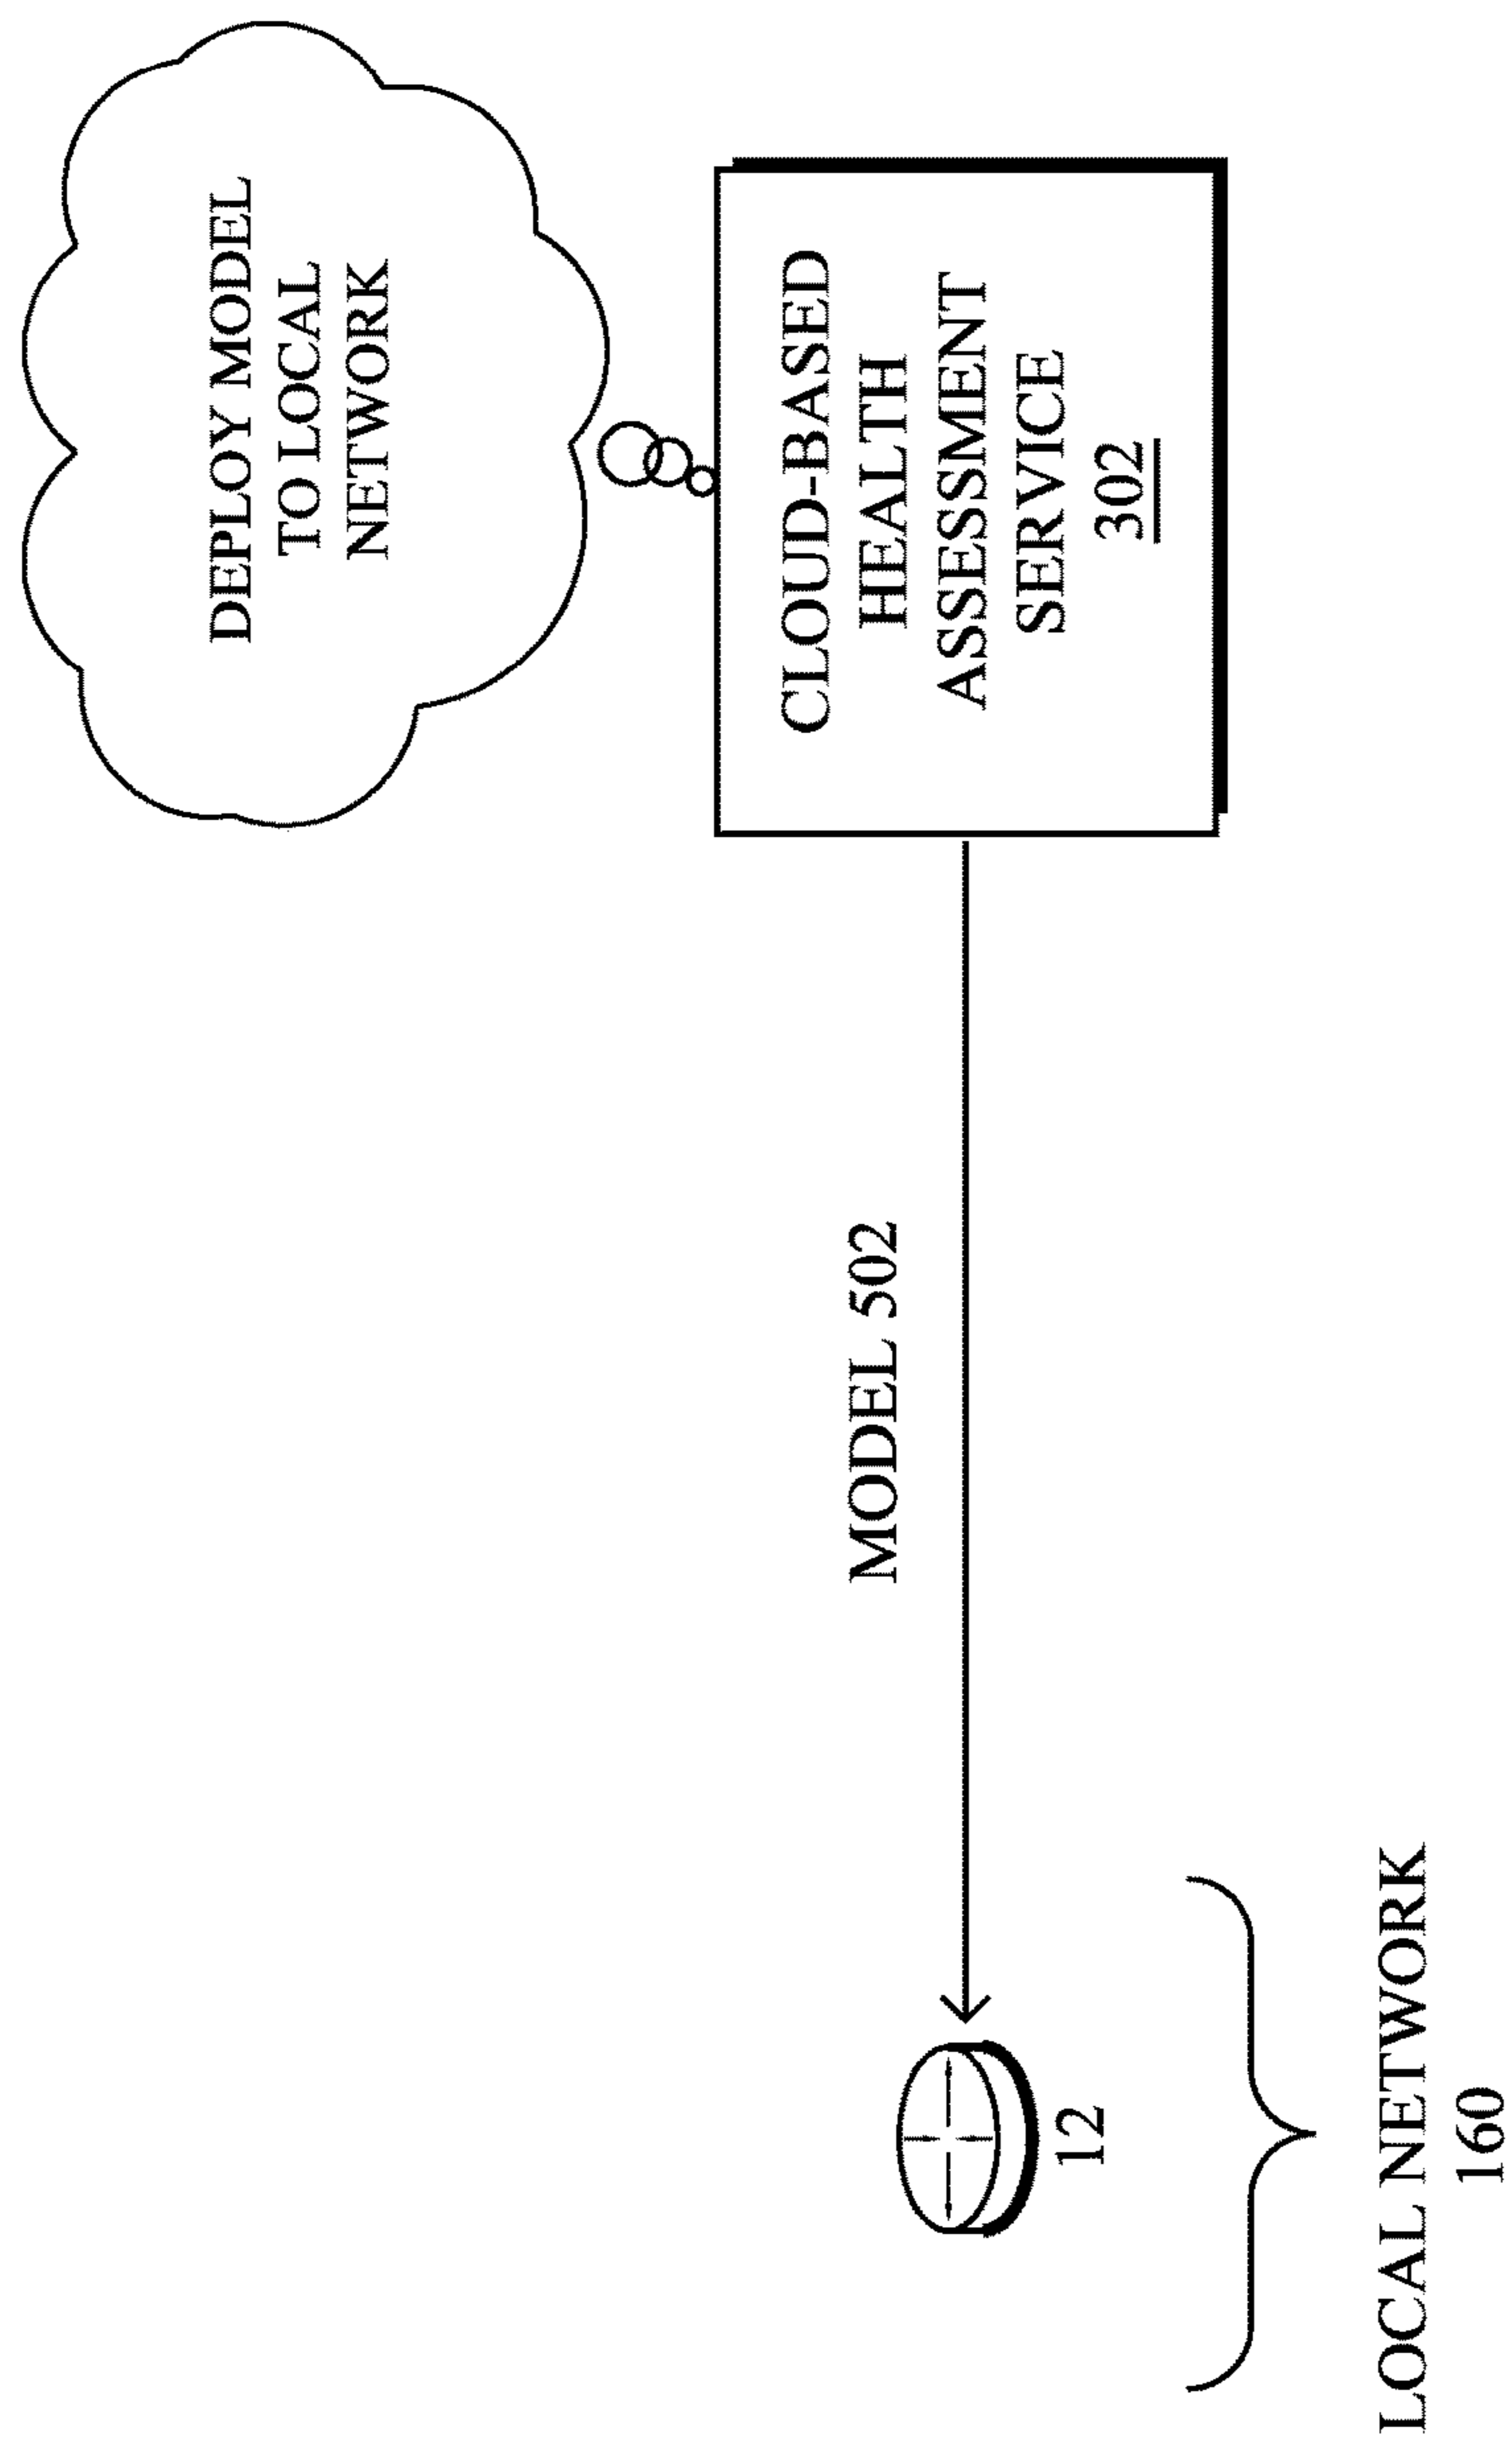 DEPLOY MODEL
TO LOCAL
NETWORK
MODEL 502
CLOUD-BASED
HEALTH
ASSESSMENT
SERVICE
302
12
LOCAL NETWORK
160